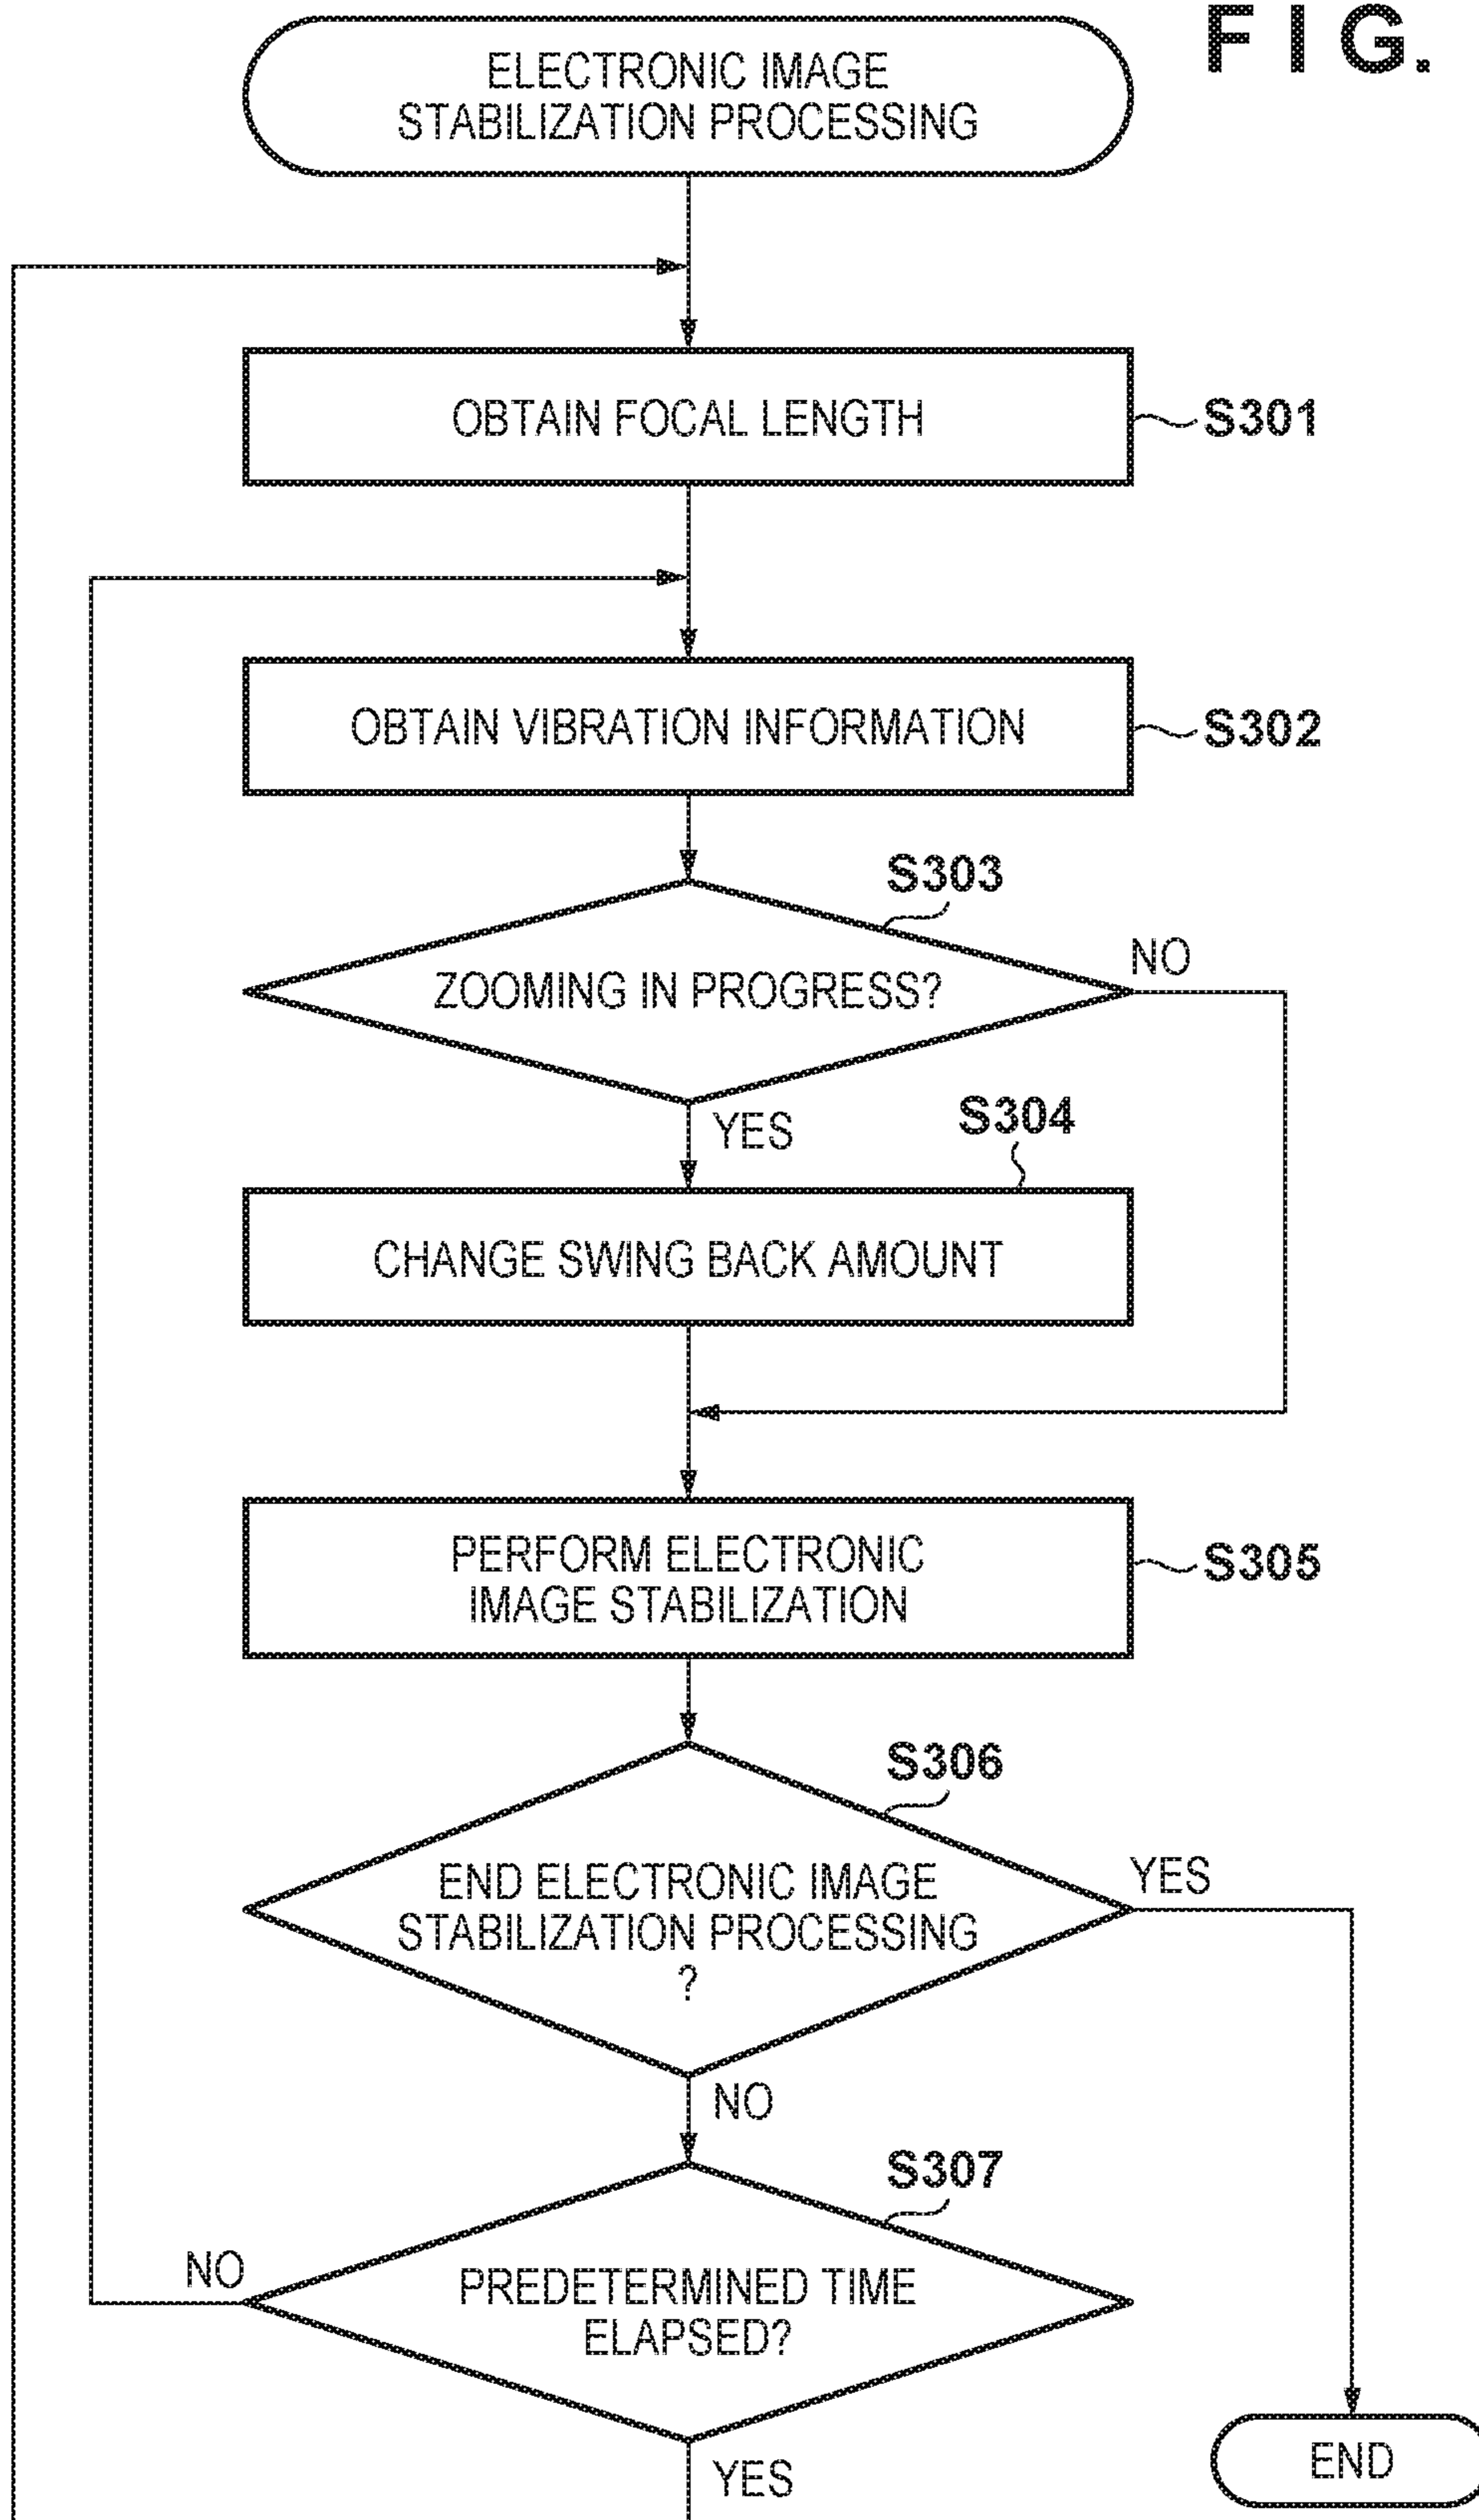 FIG.
ELECTRONIC IMAGE
STABILIZATION PROCESSING
OBTAIN FOCAL LENGTH
S301
OBTAIN VIBRATION INFORMATION
S302
S303
ZOOMING IN PROGRESS?
NO
YES
S304
CHANGE SWING BACK AMOUNT
PERFORM ELECTRONIC
IMAGE STABILIZATION
S305
S306
END ELECTRONIC IMAGE
STABILIZATION PROCESSING
?
YES
NO
S307
NO
PREDETERMINED TIME
ELAPSED?
YES
END